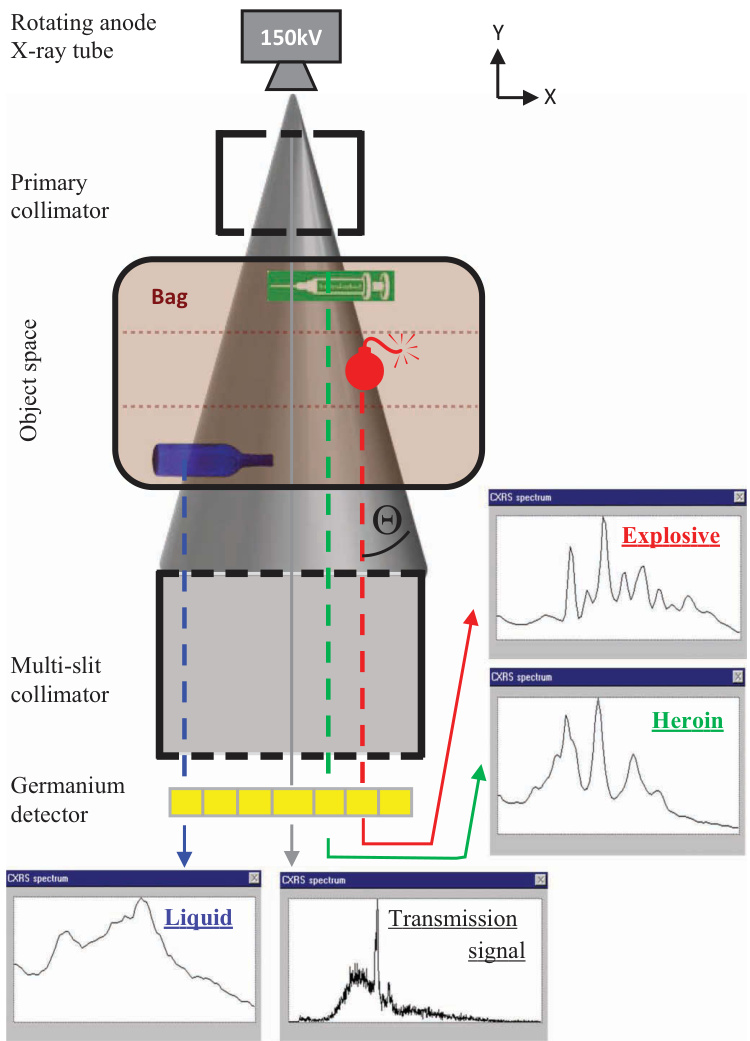 Rotating anode
X-ray tube
150kV
Y
X
Primary
collimator
Bag
Object space
Θ
CXRS spectrum
Explosive
Multi-slit
collimator
CXRS spectrum
Heroin
Germanium
detector
CXRS spectrum
Liquid
CXRS spectrum
Transmission
signal